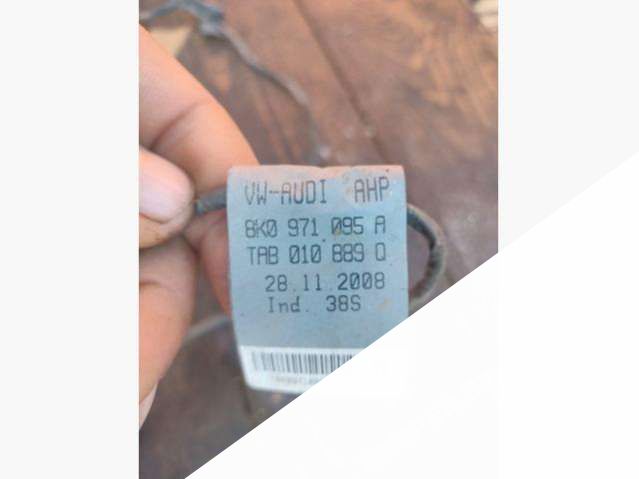 VW-AUDI AHP
8K0 971 095 A
TAB 010 889 Q
28.11.2008
Ind. 38S